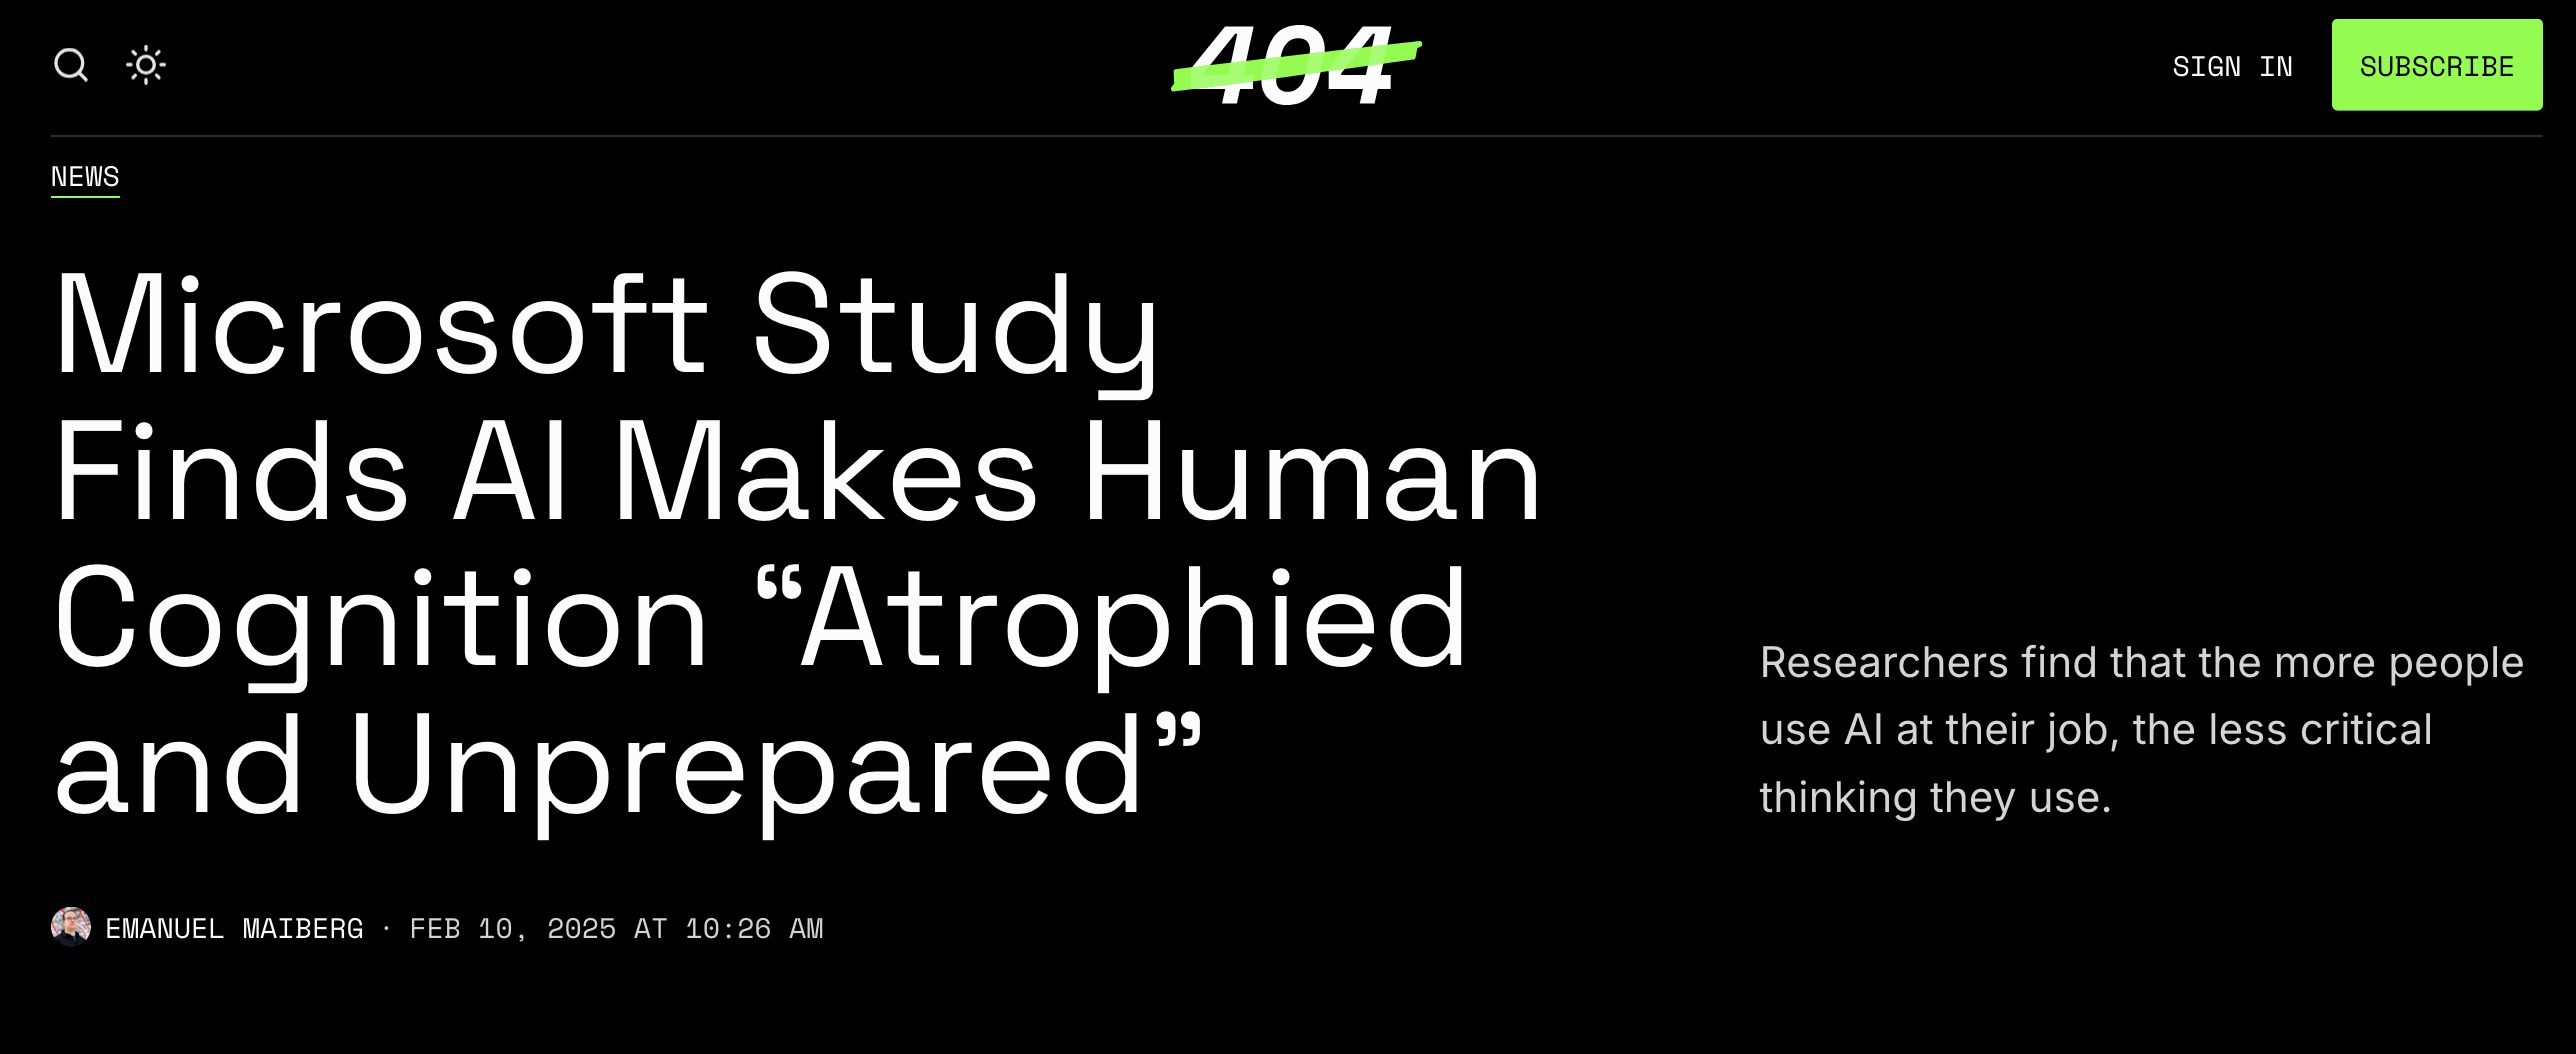 404
SIGN IN
SUBSCRIBE
NEWS
Microsoft Study
Finds AI Makes Human
Cognition “Atrophied
and Unprepared”
Researchers find that the more people
use AI at their job, the less critical
thinking they use.
EMANUEL MAIBERG · FEB 10, 2025 AT 10:26 AM